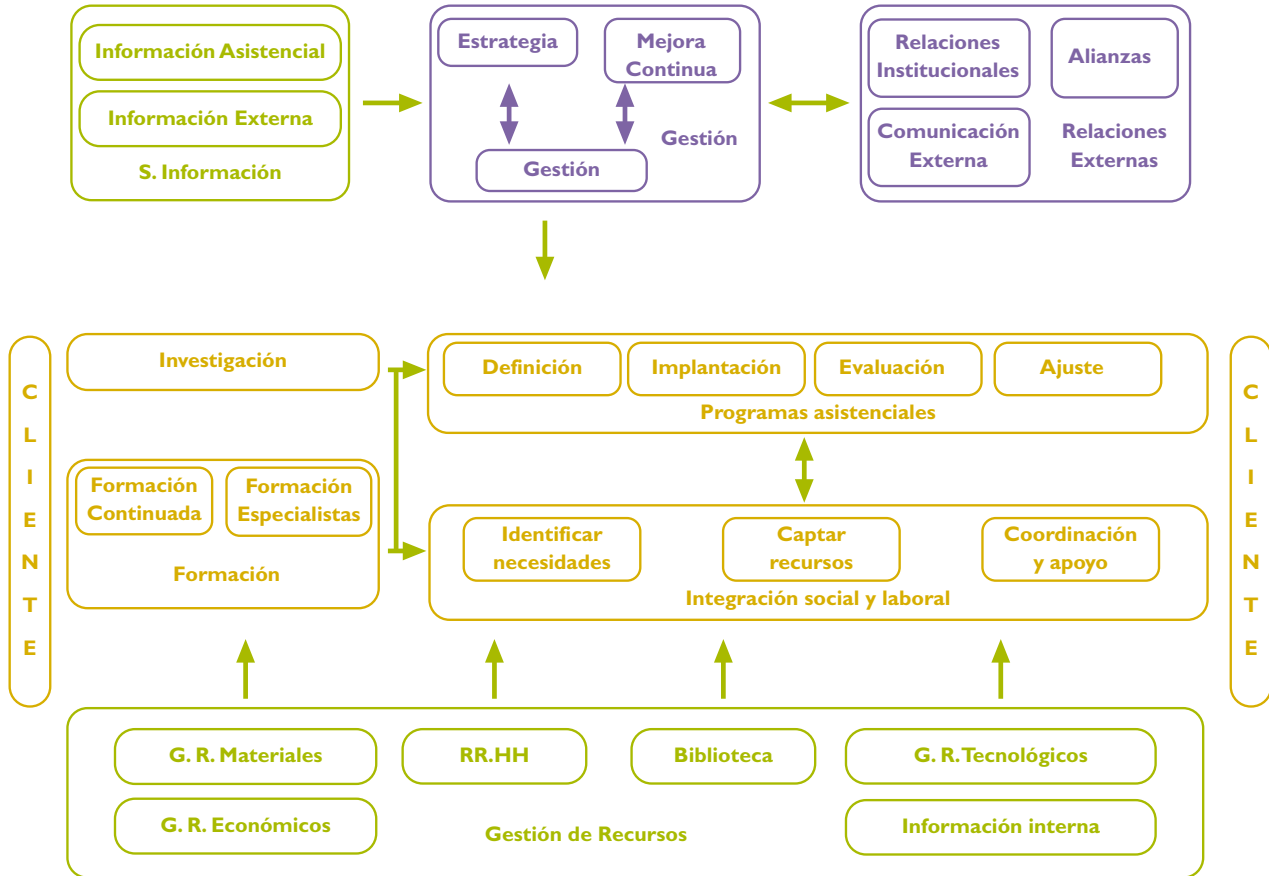 Información Asistencial
Información Externa
S. Información
Estrategia
Mejora
Continua
Gestión
Gestión
Relaciones
Institucionales
Alianzas
Comunicación
Externa
Relaciones
Externas
C
L
I
E
N
T
E
Investigación
Formación
Continuada
Formación
Especialistas
Formación
Definición
Implantación
Evaluación
Ajuste
Programas asistenciales
Identificar
necesidades
Captar
recursos
Coordinación
y apoyo
Integración social y laboral
C
L
I
E
N
T
E
G. R. Materiales
RR.HH
Biblioteca
G. R. Tecnológicos
G. R. Económicos
Gestión de Recursos
Información interna